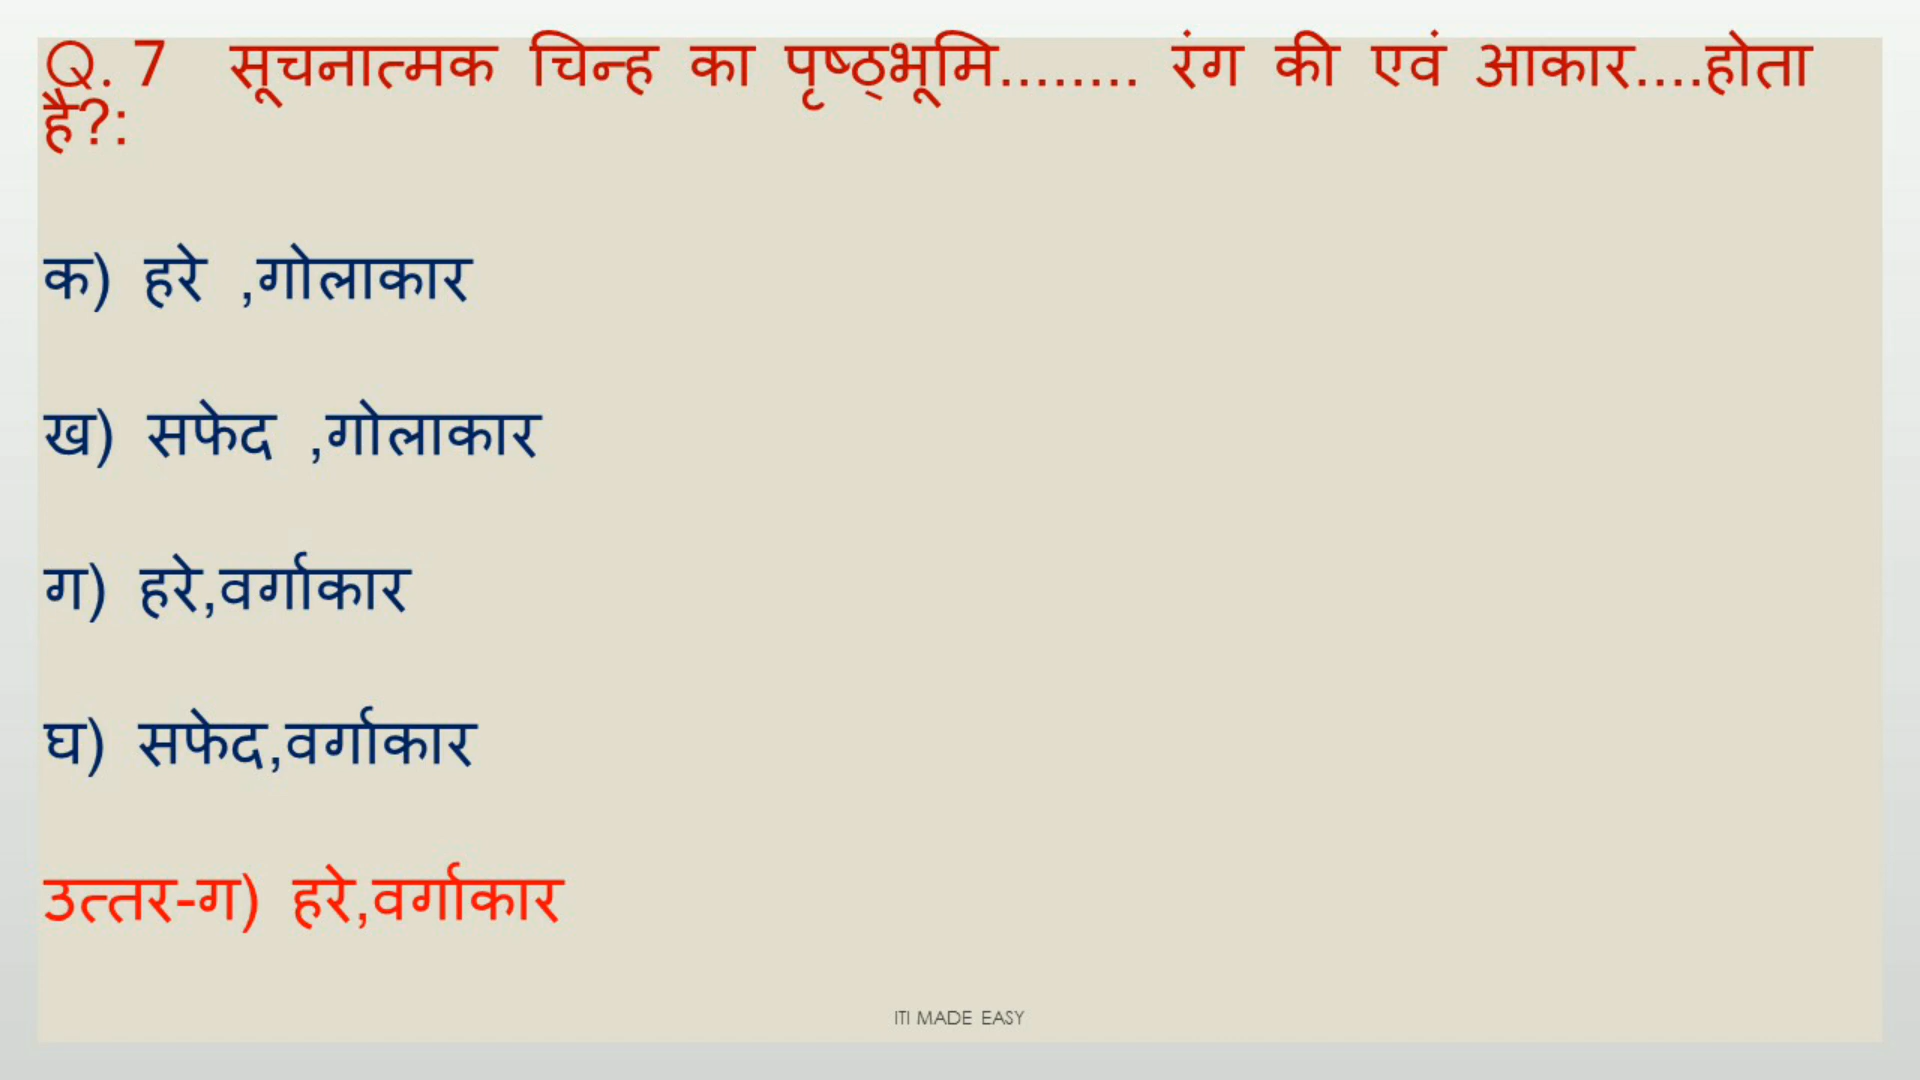 Q. 7 सूचनात्मक चिन्ह का पृष्ठ्भूमि........ रंग की एवं आकार....होता
है?:
क) हरे ,गोलाकार
ख) सफेद ,गोलाकार
ग) हरे,वर्गाकार
घ) सफेद,वर्गाकार
उत्तर-ग) हरे,वर्गाकार
ITI MADE EASY